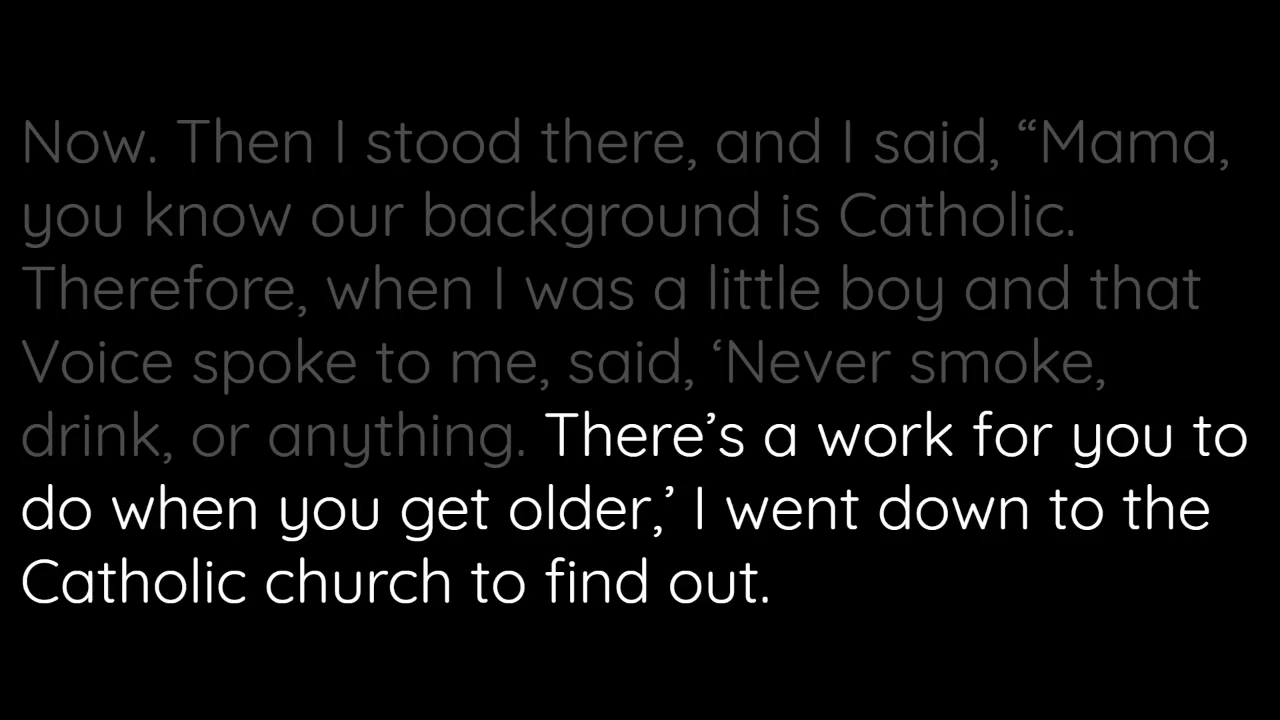 Now. Then I stood there, and I said, “Mama,
you know our background is Catholic.
Therefore, when I was a little boy and that
Voice spoke to me, said, ‘Never smoke,
drink, or anything. There’s a work for you to
do when you get older,’ I went down to the
Catholic church to find out.